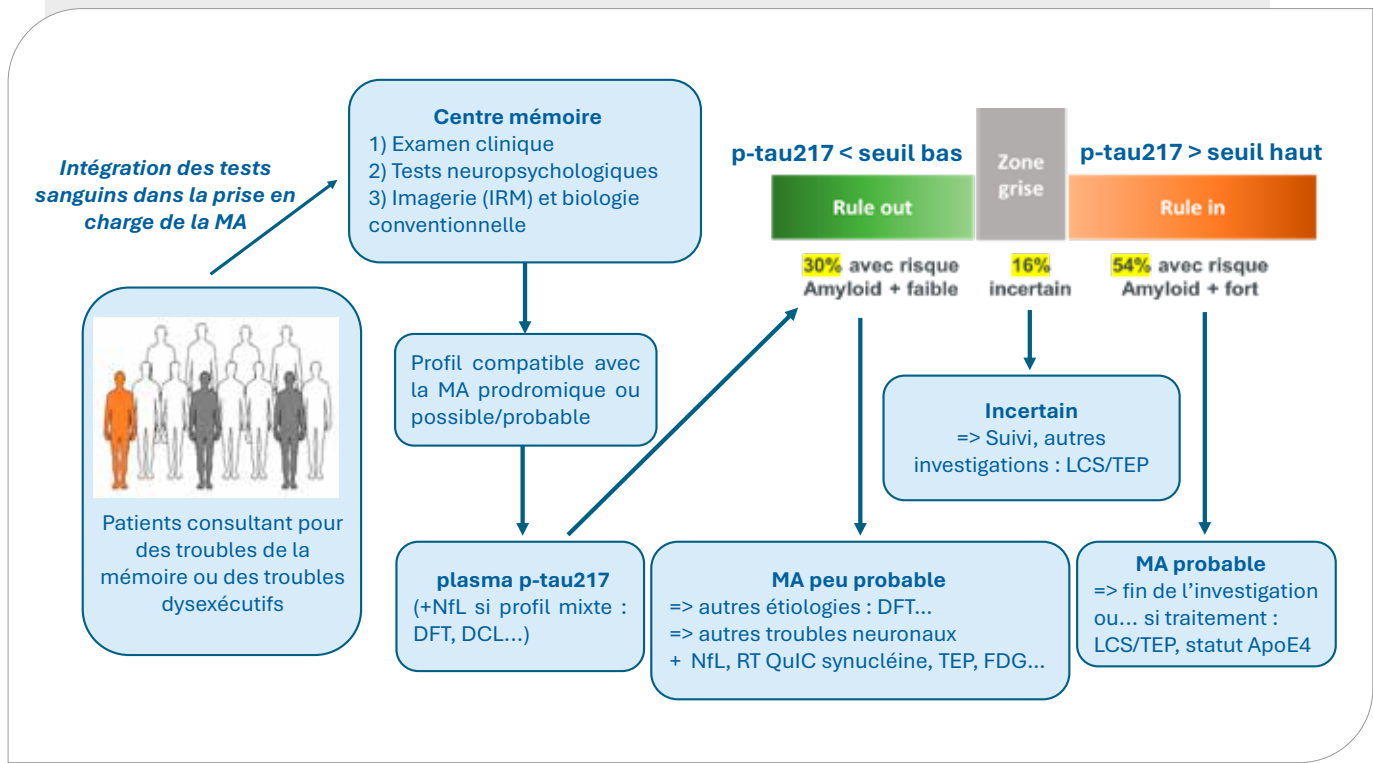 Intégration des tests
sanguins dans la prise en
charge de la MA
Patients consultant pour
des troubles de la
mémoire ou des troubles
dysexécutifs
Centre mémoire
1) Examen clinique
2) Tests neuropsychologiques
3) Imagerie (IRM) et biologie
conventionnelle
Profil compatible avec
la MA prodromique ou
possible/probable
plasma p-tau217
(+NfL si profil mixte :
DFT, DCL...)
p-tau217 < seuil bas
Zone
grise
p-tau217 > seuil haut
Rule out
Rule in
30% avec risque
Amyloid + faible
16%
incertain
54% avec risque
Amyloid + fort
Incertain
=> Suivi, autres
investigations : LCS/TEP
MA peu probable
=> autres étiologies : DFT...
=> autres troubles neuronaux
+ NfL, RT QuIC synucléine, TEP, FDG...
MA probable
=> fin de l’investigation
ou... si traitement :
LCS/TEP, statut ApoE4